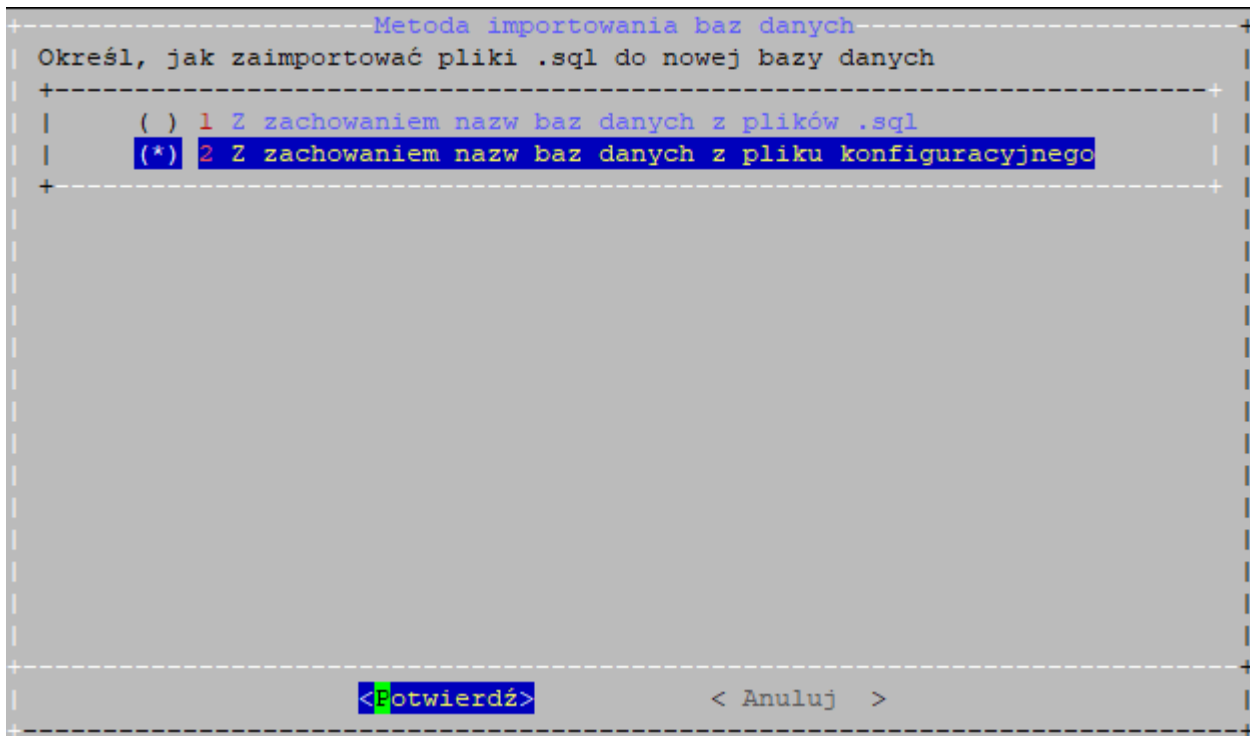 Metoda importowania baz danych
Określ, jak zaimportować pliki .sql do nowej bazy danych
( ) 1 Z zachowaniem nazw baz danych z plików .sql
(*) 2 Z zachowaniem nazw baz danych z pliku konfiguracyjnego
<Potwierdź> < Anuluj >